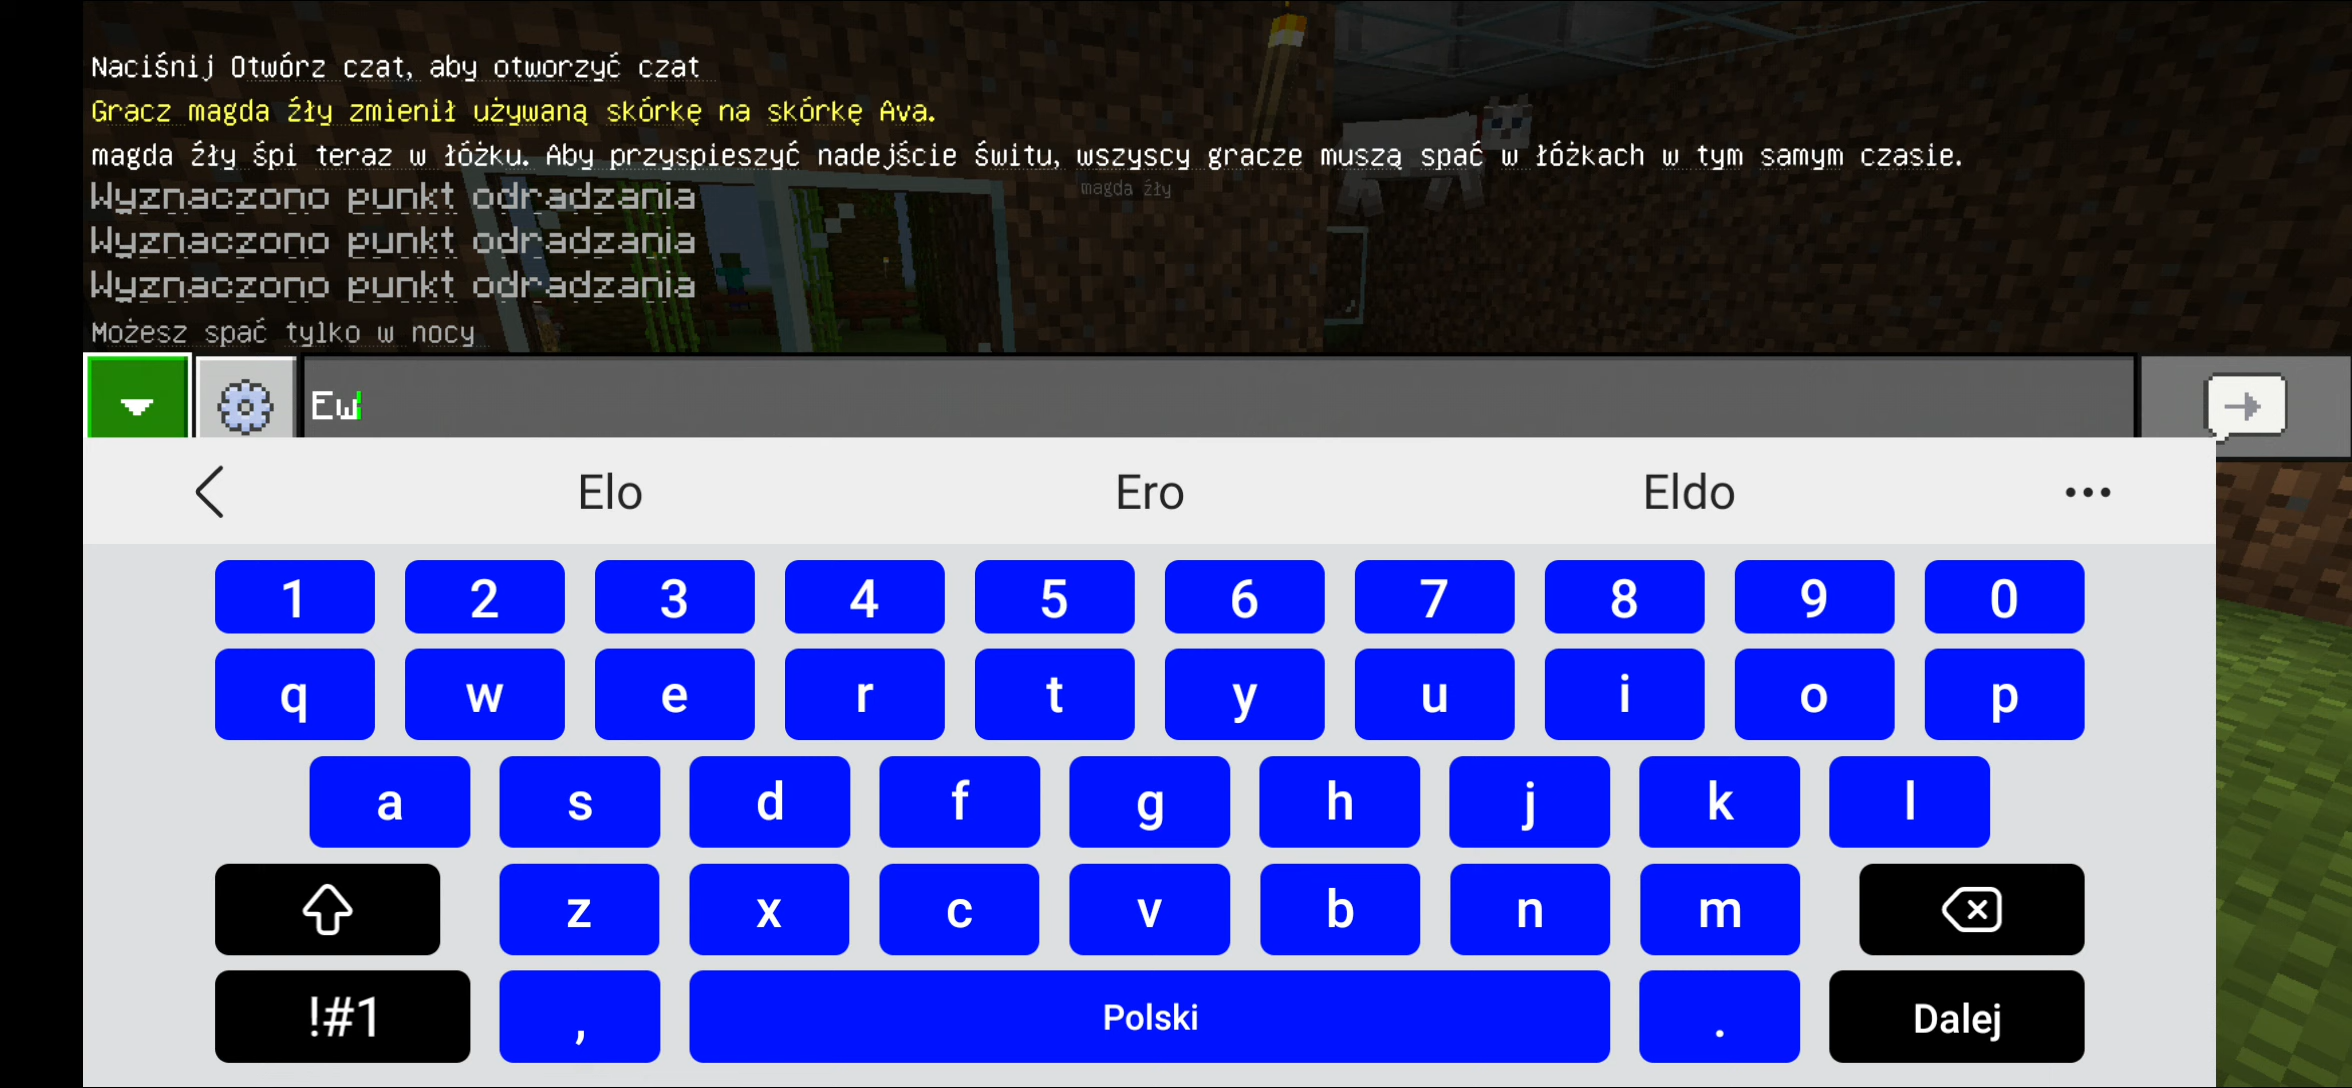 Naciśnij Otwórz czat, aby otworzyć czat
Gracz magda źły zmienił używaną skórkę na skórkę Ava.
magda źły śpi teraz w łóżku. Aby przyspieszyć nadejście świtu, wszyscy gracze muszą spać w łóżkach w tym samym czasie.
magda źły
Wyznaczono punkt odradzania
Wyznaczono punkt odradzania
Wyznaczono punkt odradzania
Możesz spać tylko w nocy
Ew
Elo Ero Eldo
1 2 3 4 5 6 7 8 9 0
q w e r t y u i o p
a s d f g h j k l
z x c v b n m
!#1 , Polski . Dalej